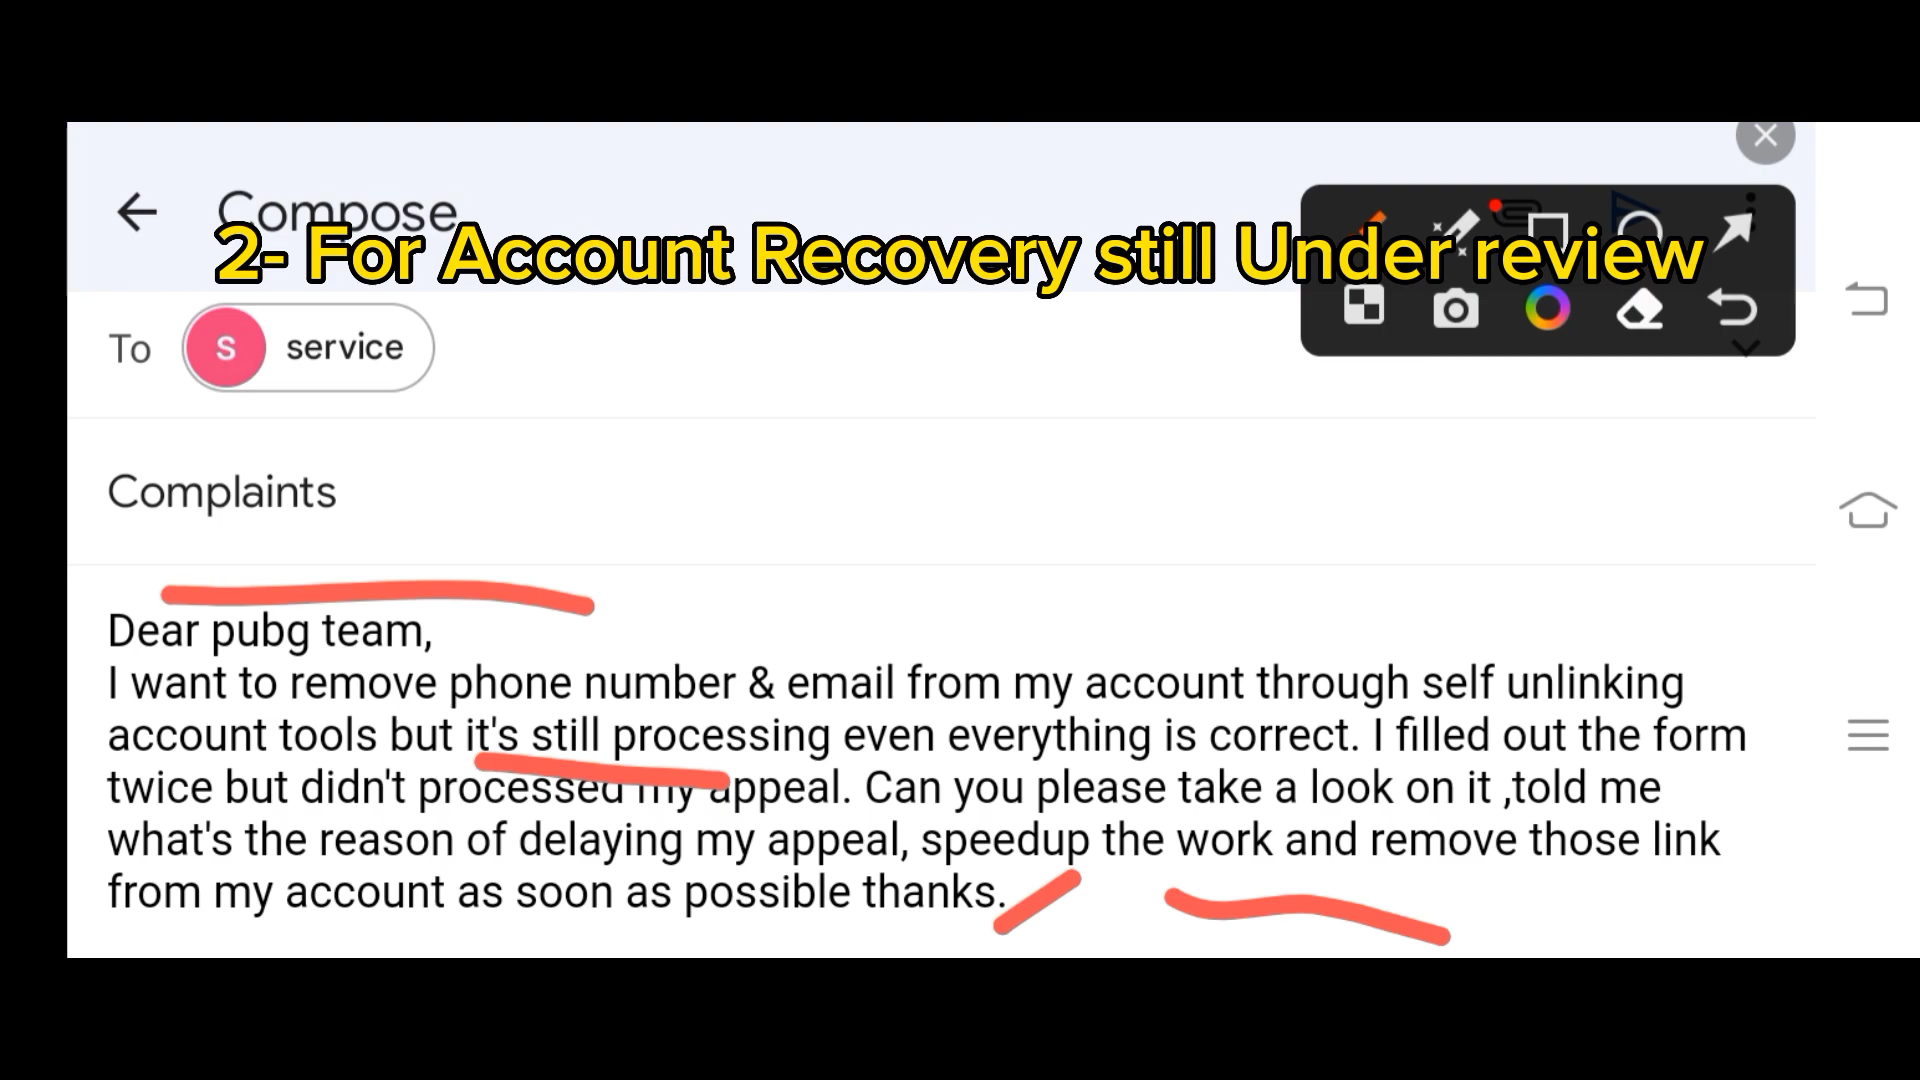 Compose
2- For Account Recovery still Under review
To S service
Complaints
Dear pubg team,
I want to remove phone number & email from my account through self unlinking
account tools but it's still processing even everything is correct. I filled out the form
twice but didn't processed my appeal. Can you please take a look on it ,told me
what's the reason of delaying my appeal, speedup the work and remove those link
from my account as soon as possible thanks.